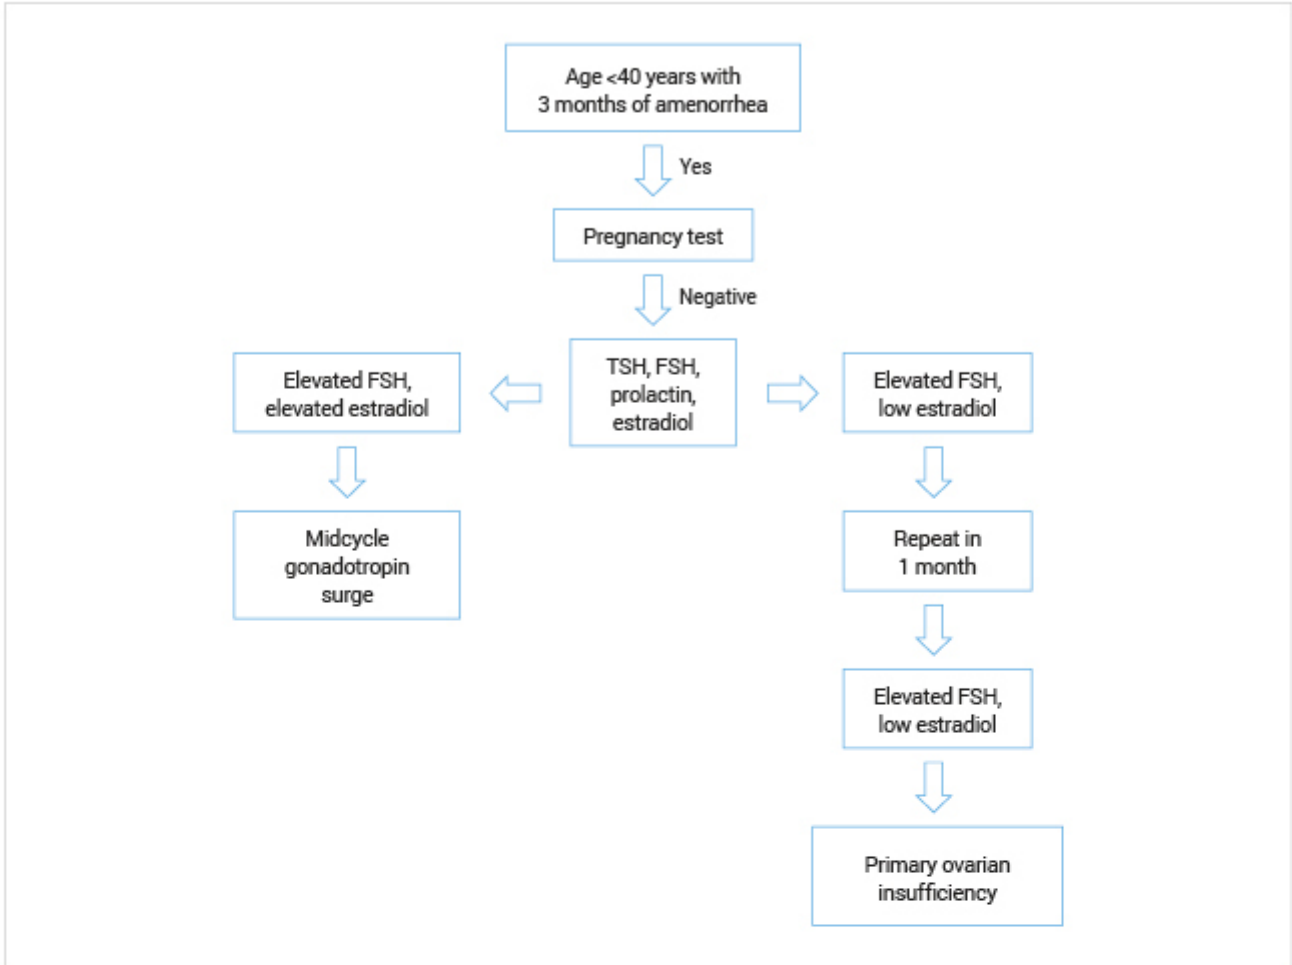 Age <40 years with
3 months of amenorrhea
Yes
Pregnancy test
Negative
TSH, FSH,
prolactin,
estradiol
Elevated FSH,
elevated estradiol
Midcycle
gonadotropin
surge
Elevated FSH,
low estradiol
Repeat in
1 month
Elevated FSH,
low estradiol
Primary ovarian
insufficiency